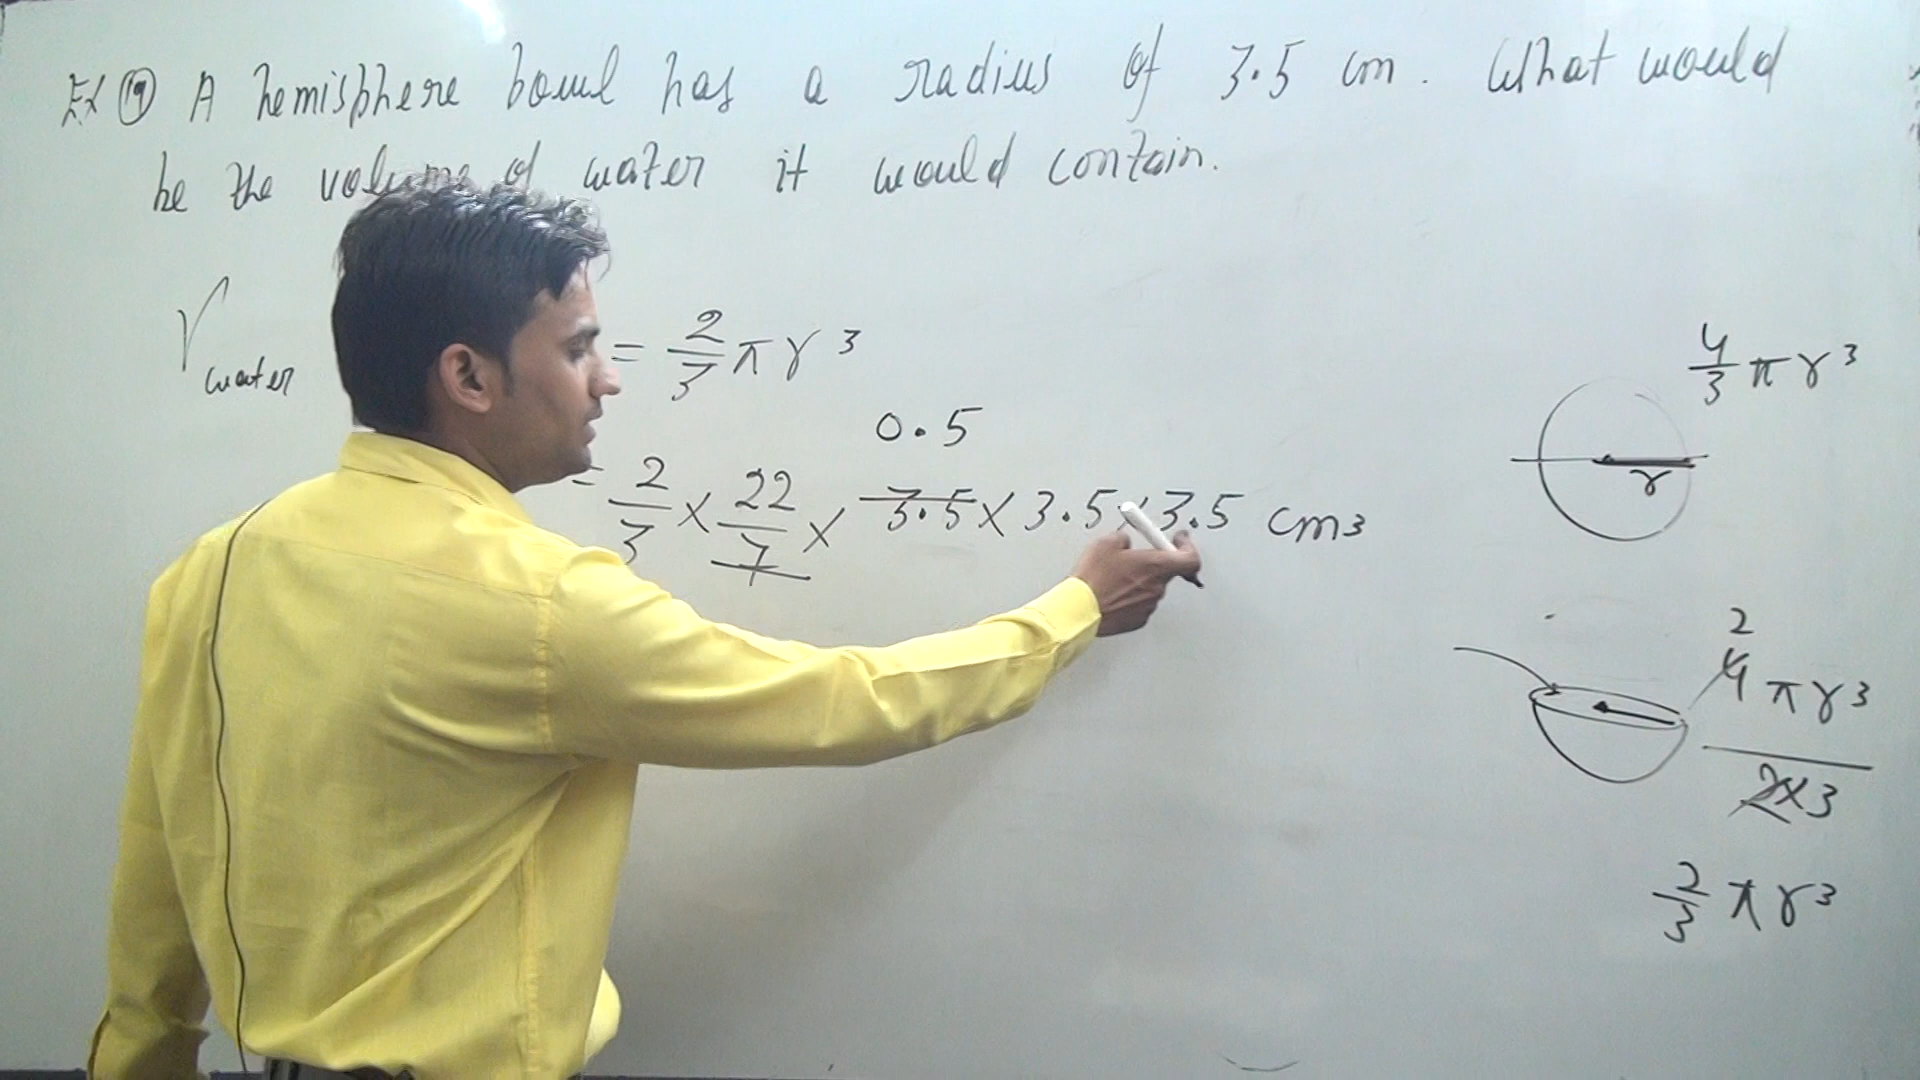 Ex 19 A hemisphere bowl has a radius of 3.5 cm. What would
be the volume of water it would contain.
V water = 2/3 π r³
0.5
= 2/3 × 22/7 × 3.5 × 3.5 × 3.5 cm³
4/3 π r³
r
2
4 π r³
2×3
2/3 π r³